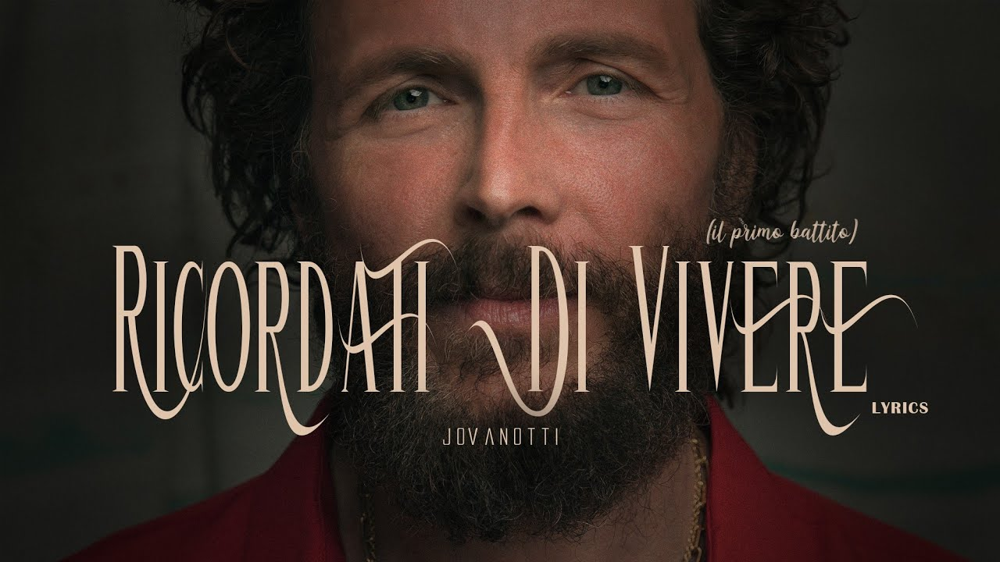 (il primo battito)
RICORDATI DI VIVERE
LYRICS
JOVANOTTI